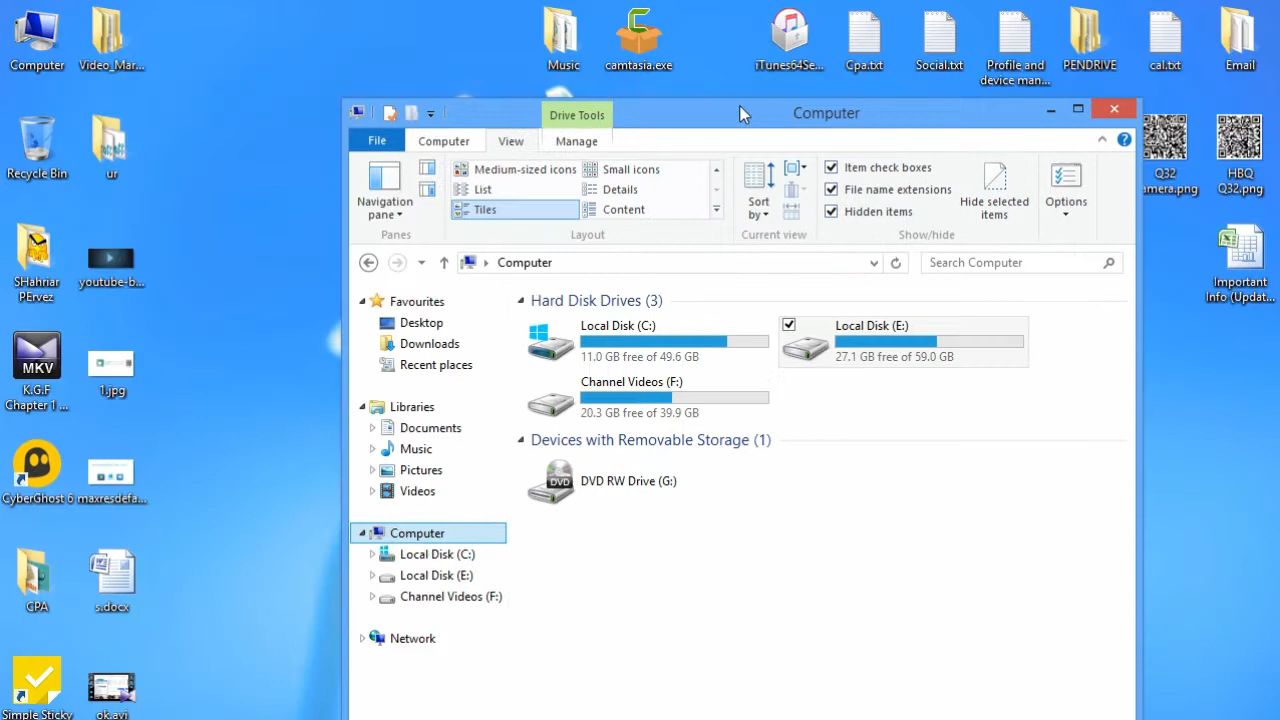 Computer
Video_Mar...
Music
camtasia.exe
iTunes64Se...
Cpa.txt
Social.txt
Profile and
device man...
PENDRIVE
cal.txt
Email
Recycle Bin
ur
Q32
amera.png
HBQ
Q32.png
SHahriar
PErvez
youtube-b...
Important
Info (Updat...
MKV
K.G.F
Chapter 1 ...
1.jpg
CyberGhost 6
maxresdefa...
CPA
s.docx
Simple Sticky
ok.avi
Drive Tools
Computer
File
Computer
View
Manage
Navigation
pane
Panes
Medium-sized icons
Small icons
List
Details
Tiles
Content
Layout
Sort
by
Current view
Item check boxes
File name extensions
Hidden items
Hide selected
items
Show/hide
Options
Computer
Search Computer
Favourites
Desktop
Downloads
Recent places
Libraries
Documents
Music
Pictures
Videos
Computer
Local Disk (C:)
Local Disk (E:)
Channel Videos (F:)
Network
Hard Disk Drives (3)
Local Disk (C:)
11.0 GB free of 49.6 GB
Local Disk (E:)
27.1 GB free of 59.0 GB
Channel Videos (F:)
20.3 GB free of 39.9 GB
Devices with Removable Storage (1)
DVD
DVD RW Drive (G:)